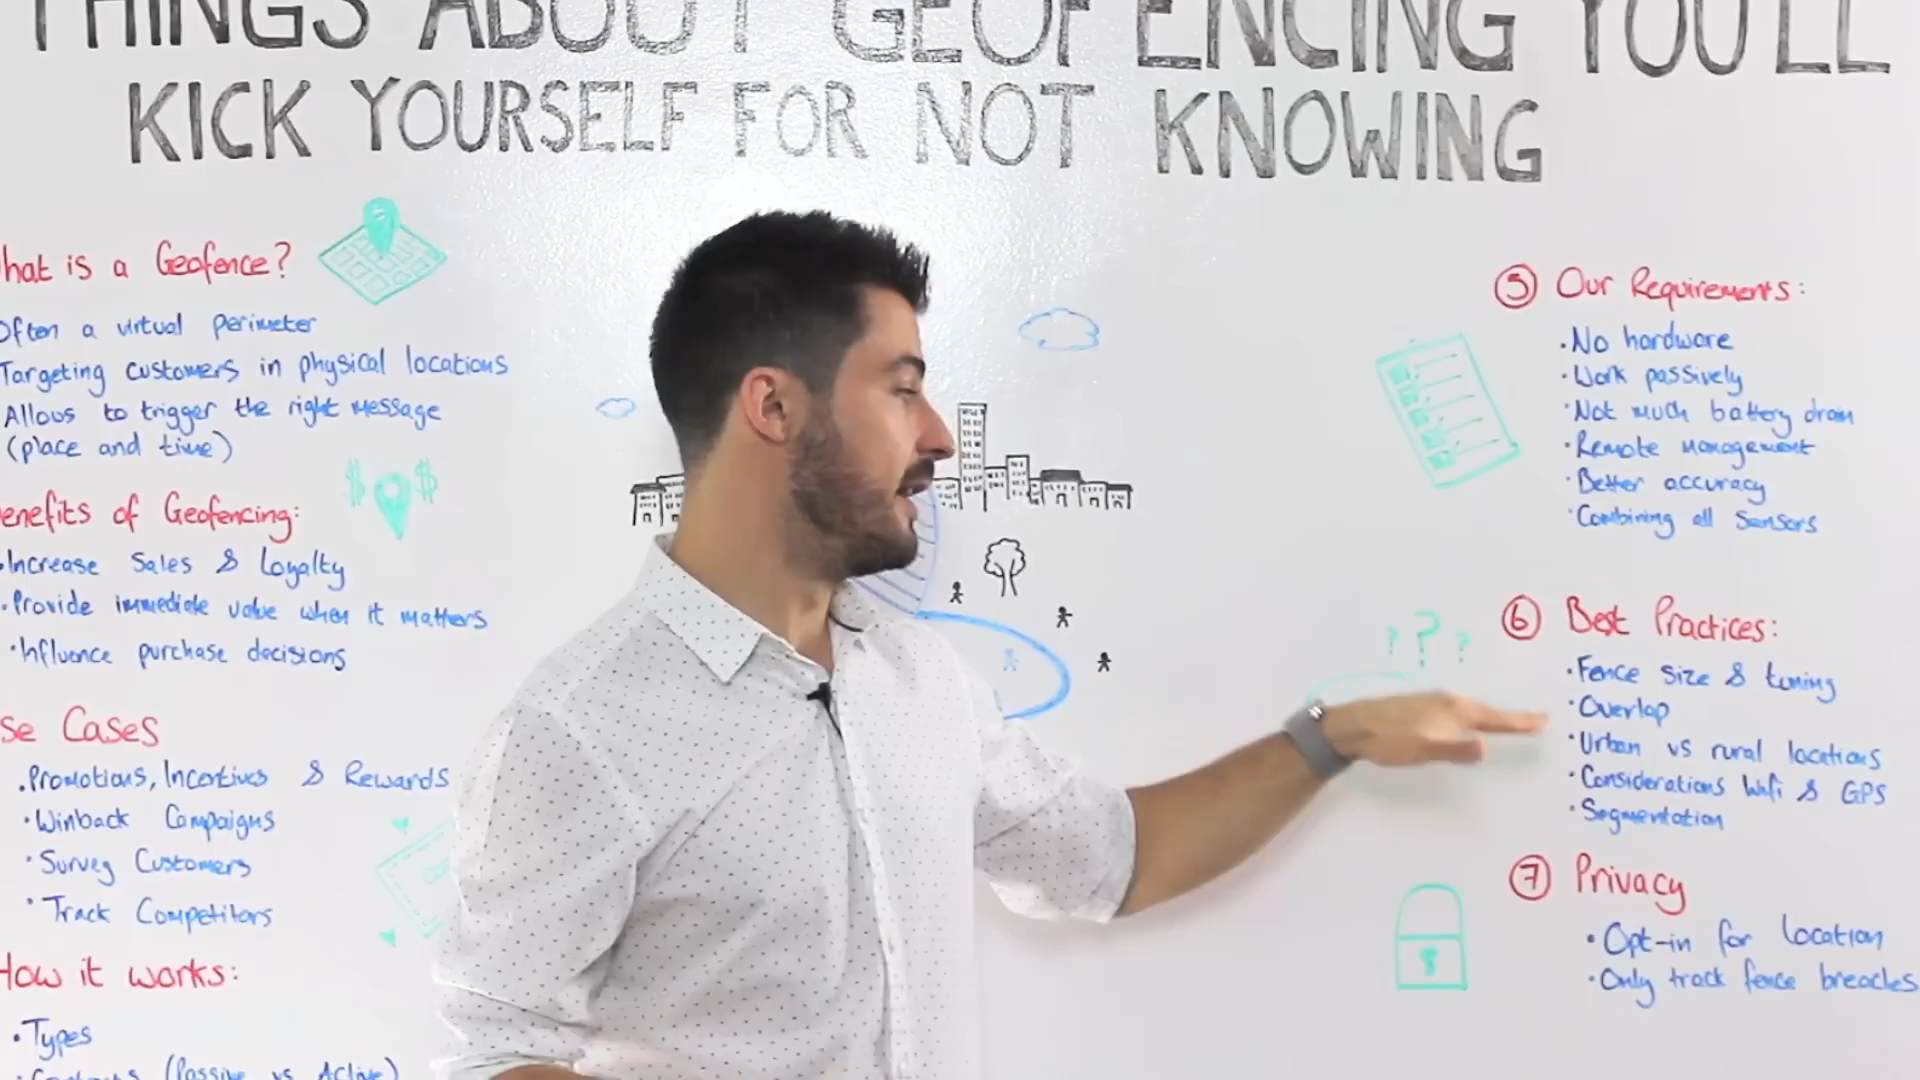 THINGS ABOUT GEOFENCING YOU'LL
KICK YOURSELF FOR NOT KNOWING
What is a Geofence?
Often a virtual perimeter
Targeting customers in physical locations
Allows to trigger the right message
(place and time)
$ $
enefits of Geofencing:
•Increase Sales & Loyalty
•Provide immediate value when it matters
•Influence purchase decisions
se Cases
•Promotions, Incentives & Rewards
•Winback Campaigns
•Survey Customers
•Track Competitors
How it works:
•Types
(Passive vs Active)
5 Our Requirements:
•No hardware
•Work passively
•Not much battery drain
•Remote management
•Better accuracy
•Combining all Sensors
? ? ?
6 Best Practices:
•Fence size & tuning
•Overlap
•Urban vs rural locations
•Considerations Wifi & GPS
•Segmentation
7 Privacy
•Opt-in for Location
•Only track fence breaches